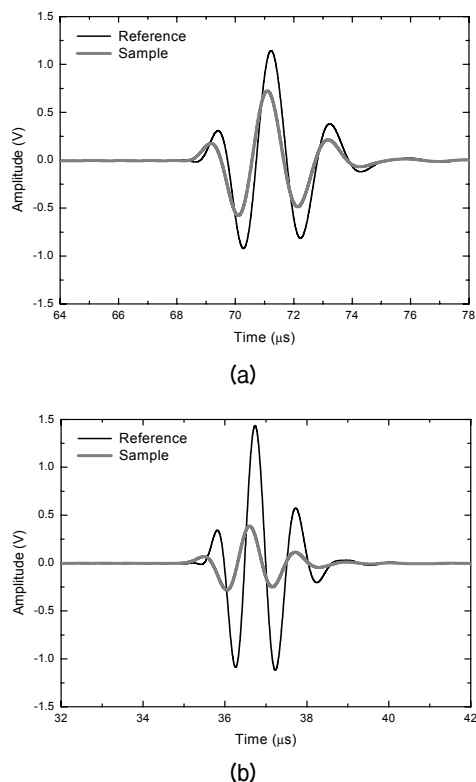 1.5
Reference
Sample
1.0
0.5
0.0
-0.5
-1.0
-1.5
Amplitude (V)
64 66 68 70 72 74 76 78
Time (μs)
(a)
1.5
Reference
Sample
1.0
0.5
0.0
-0.5
-1.0
-1.5
Amplitude (V)
32 34 36 38 40 42
Time (μs)
(b)